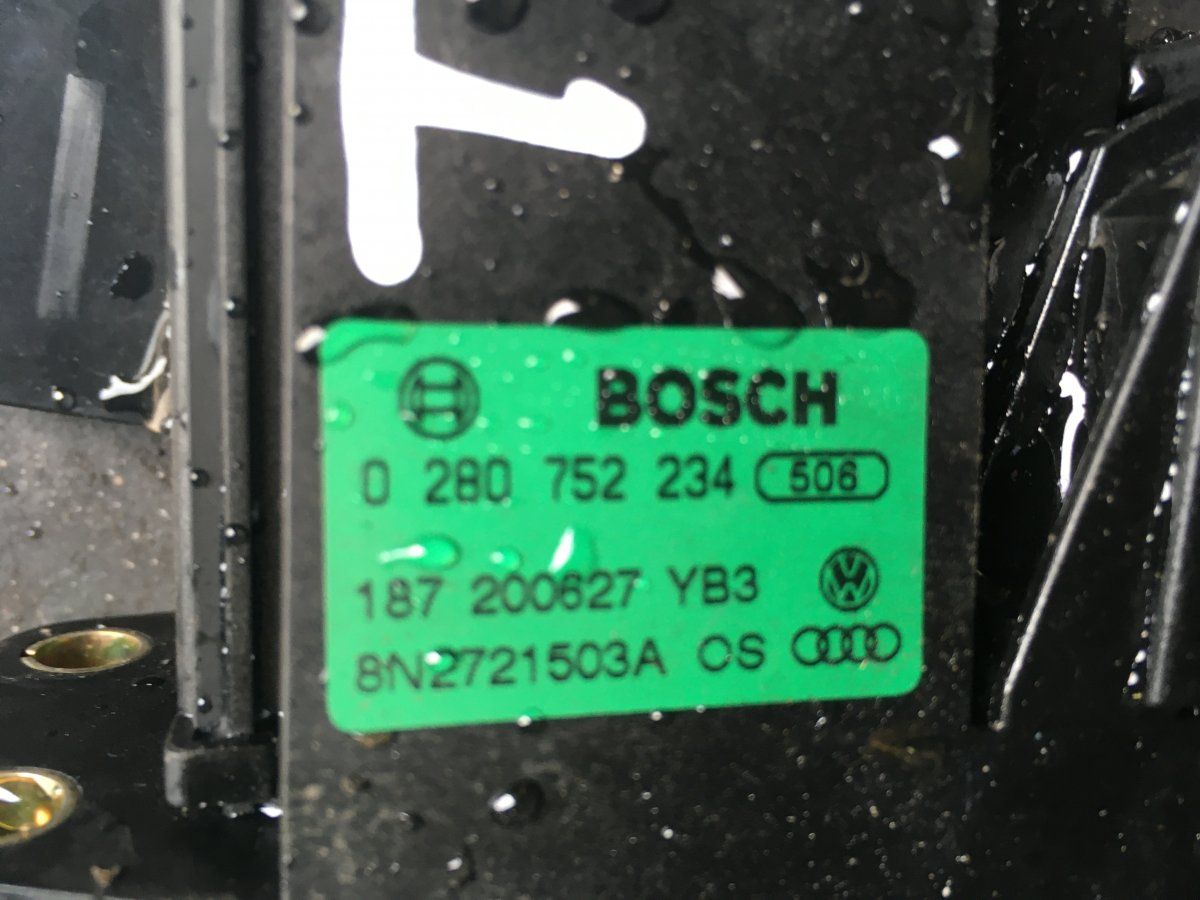 BOSCH
0 280 752 234 506
187 200627 YB3
8N2721503A CS